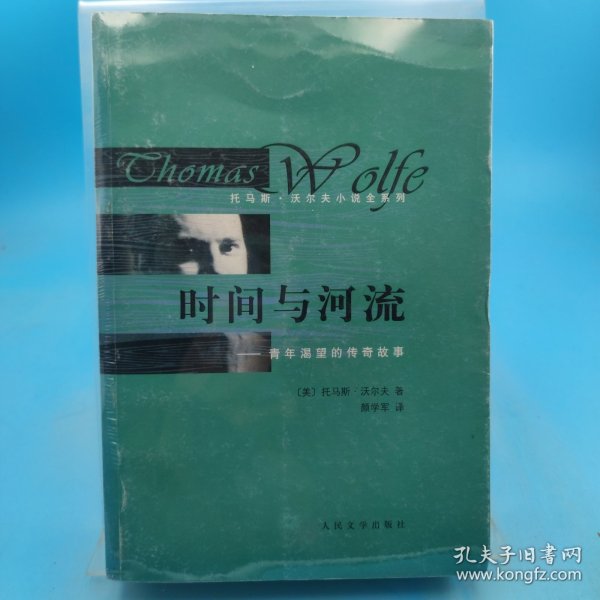 Thomas Wolfe
托马斯·沃尔夫小说全系列
时间与河流
——青年渴望的传奇故事
〔美〕托马斯·沃尔夫 著
颜学军 译
人民文学出版社
孔夫子旧书网
www.kongfz.com